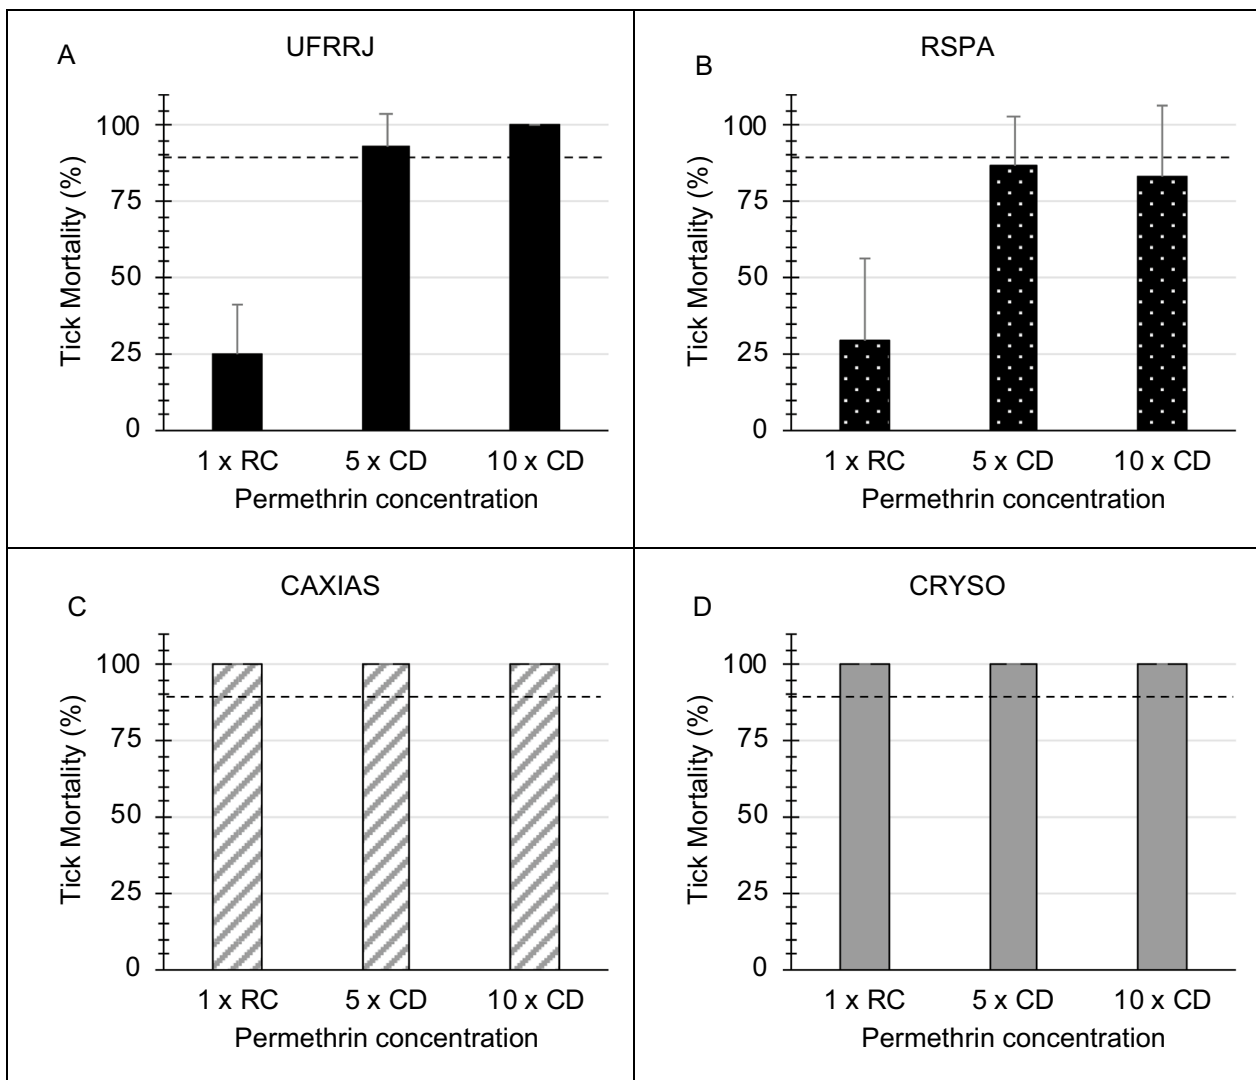 A
UFRRJ
Tick Mortality (%)
100
75
50
25
0
1 x RC
5 x CD
10 x CD
Permethrin concentration
B
RSPA
Tick Mortality (%)
100
75
50
25
0
1 x RC
5 x CD
10 x CD
Permethrin concentration
C
CAXIAS
Tick Mortality (%)
100
75
50
25
0
1 x RC
5 x CD
10 x CD
Permethrin concentration
D
CRYSO
Tick Mortality (%)
100
75
50
25
0
1 x RC
5 x CD
10 x CD
Permethrin concentration